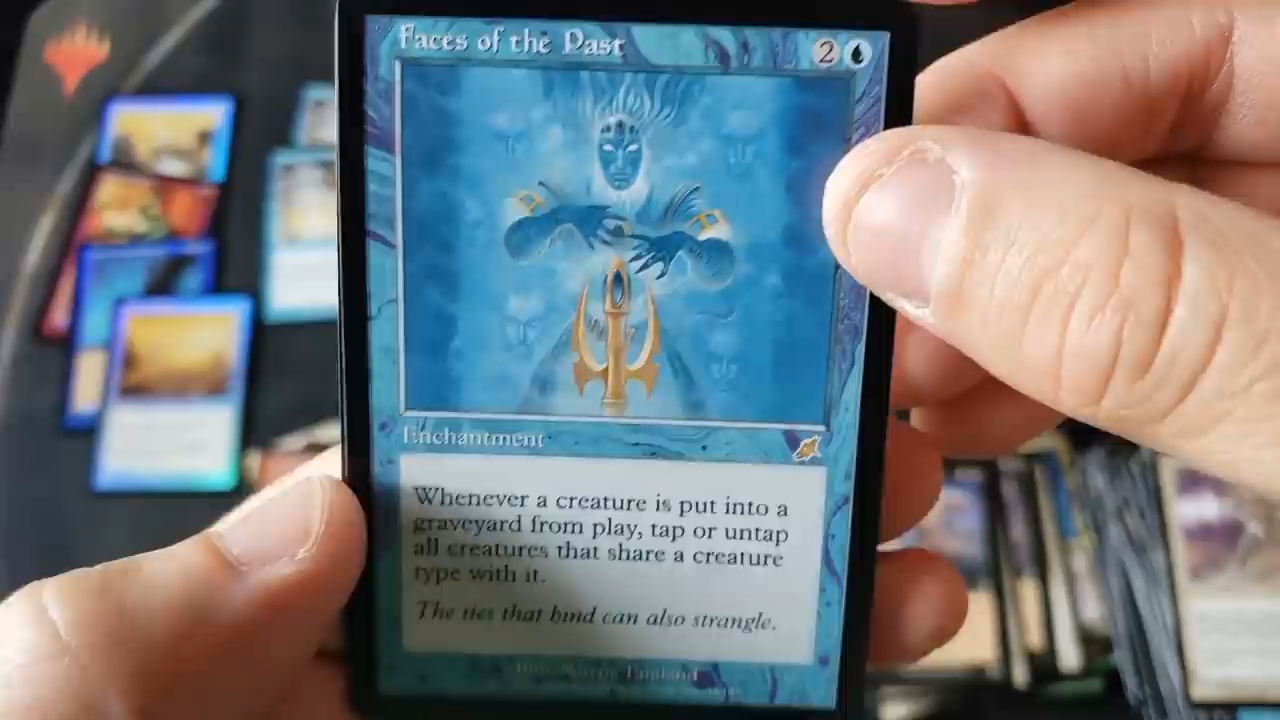 Faces of the Past
2
Enchantment
Whenever a creature is put into a
graveyard from play, tap or untap
all creatures that share a creature
type with it.
The ties that bind can also strangle.
England